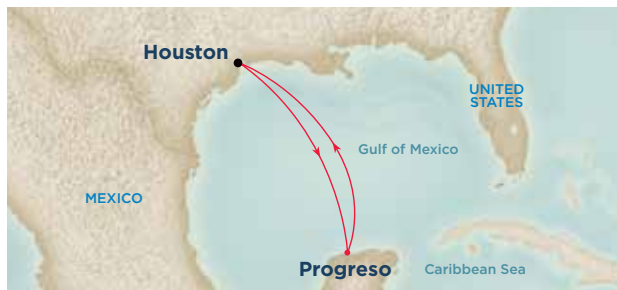 Houston
UNITED
STATES
Gulf of Mexico
MEXICO
Progreso
Caribbean Sea